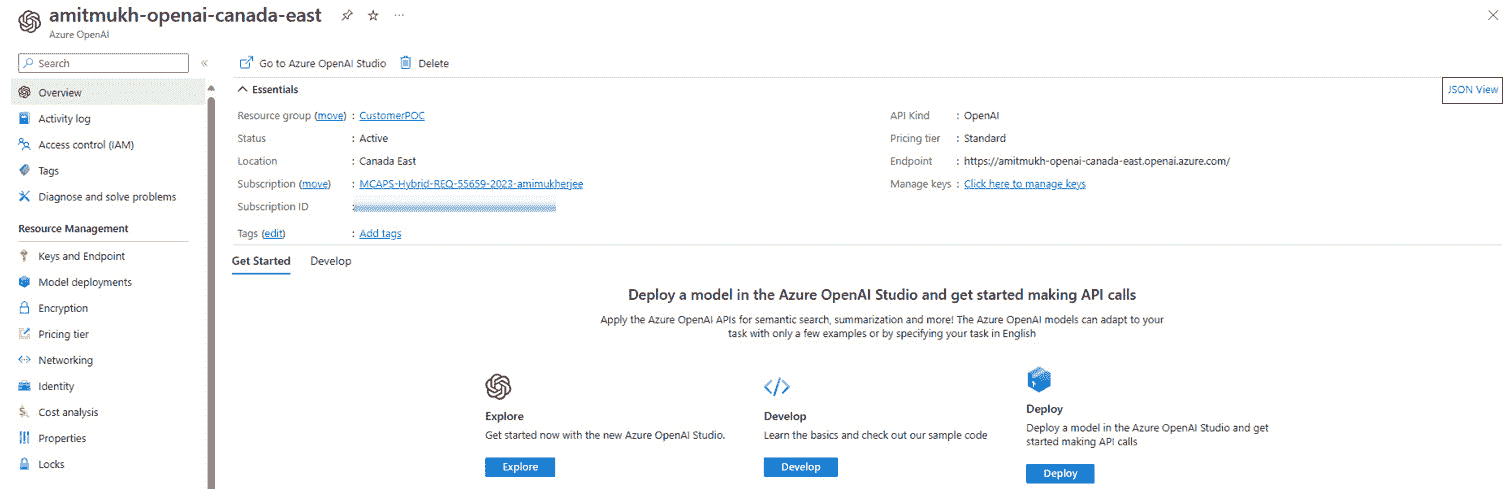 amitmukh-openai-canada-east
Azure OpenAI
Search
Go to Azure OpenAI Studio
Delete
Overview
Activity log
Access control (IAM)
Tags
Diagnose and solve problems
Resource Management
Keys and Endpoint
Model deployments
Encryption
Pricing tier
Networking
Identity
Cost analysis
Properties
Locks
Essentials
JSON View
Resource group (move) : CustomerPOC
Status : Active
Location : Canada East
Subscription (move) : MCAPS-Hybrid-REQ-55659-2023-amimukherjee
Subscription ID :
Tags (edit) : Add tags
API Kind : OpenAI
Pricing tier : Standard
Endpoint : https://amitmukh-openai-canada-east.openai.azure.com/
Manage keys : Click here to manage keys
Get Started
Develop
Deploy a model in the Azure OpenAI Studio and get started making API calls
Apply the Azure OpenAI APIs for semantic search, summarization and more! The Azure OpenAI models can adapt to your
task with only a few examples or by specifying your task in English
Explore
Get started now with the new Azure OpenAI Studio.
Explore
Develop
Learn the basics and check out our sample code
Develop
Deploy
Deploy a model in the Azure OpenAI Studio and get
started making API calls
Deploy